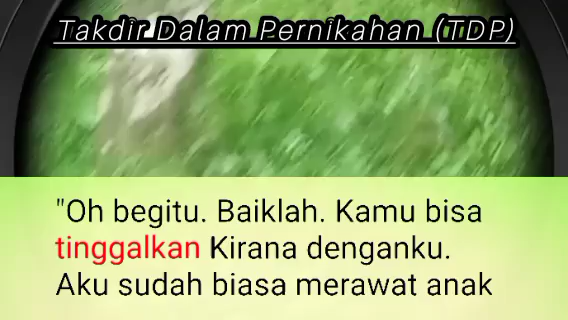 Takdir Dalam Pernikahan (TDP)
"Oh begitu. Baiklah. Kamu bisa
tinggalkan Kirana denganku.
Aku sudah biasa merawat anak